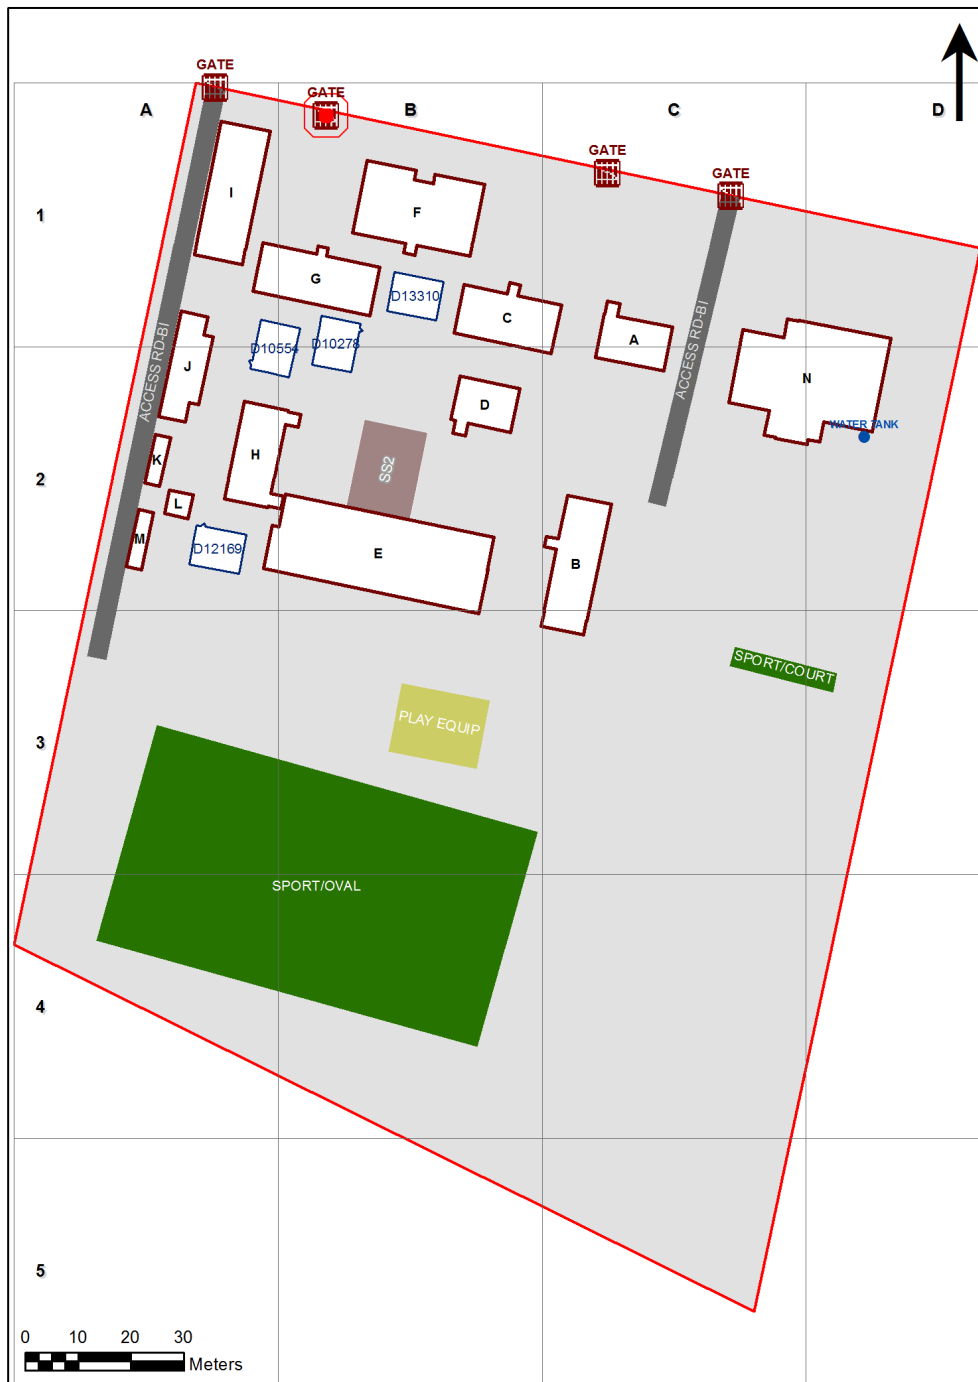 GATE
GATE
A
B
C
D
GATE
GATE
1
I
F
G
D13310
C
A
ACCESS RD-BI
ACCESS RD-BI
D10554
D10278
J
N
D
WATER TANK
K
H
SS2
2
L
M
D12169
E
B
SPORT/COURT
PLAY EQUIP
3
SPORT/OVAL
4
5
0 10 20 30
Meters